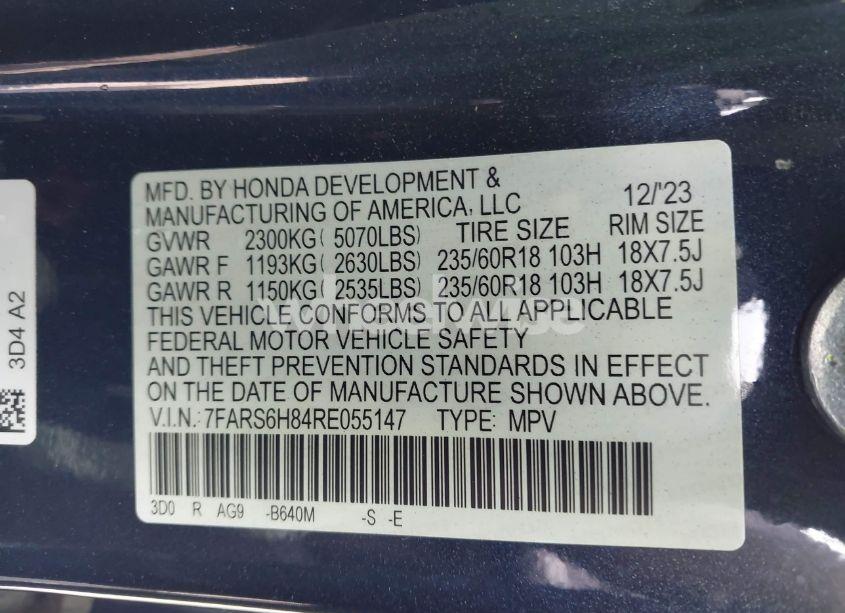 MFD. BY HONDA DEVELOPMENT &
MANUFACTURING OF AMERICA, LLC 12/'23
GVWR 2300KG( 5070LBS) TIRE SIZE RIM SIZE
GAWR F 1193KG( 2630LBS) 235/60R18 103H 18X7.5J
GAWR R 1150KG( 2535LBS) 235/60R18 103H 18X7.5J
THIS VEHICLE CONFORMS TO ALL APPLICABLE
FEDERAL MOTOR VEHICLE SAFETY
AND THEFT PREVENTION STANDARDS IN EFFECT
ON THE DATE OF MANUFACTURE SHOWN ABOVE.
V.I.N.: 7FARS6H84RE055147 TYPE: MPV
3D0 R AG9 -B640M -S -E
3D4 A2